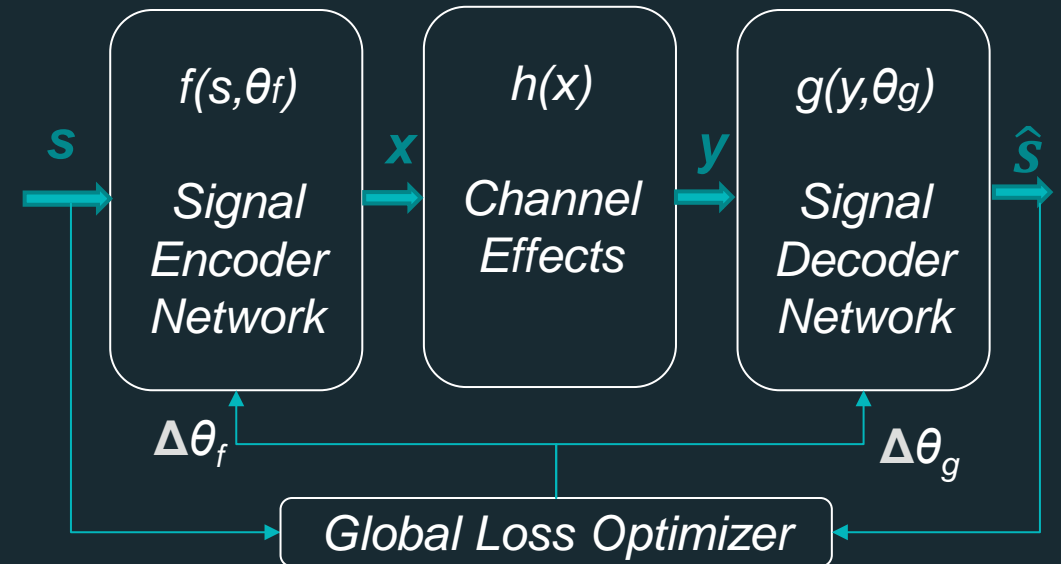 s
f(s,θf)
Signal
Encoder
Network
x
h(x)
Channel
Effects
y
g(y,θg)
Signal
Decoder
Network
ŝ
Δθf
Δθg
Global Loss Optimizer